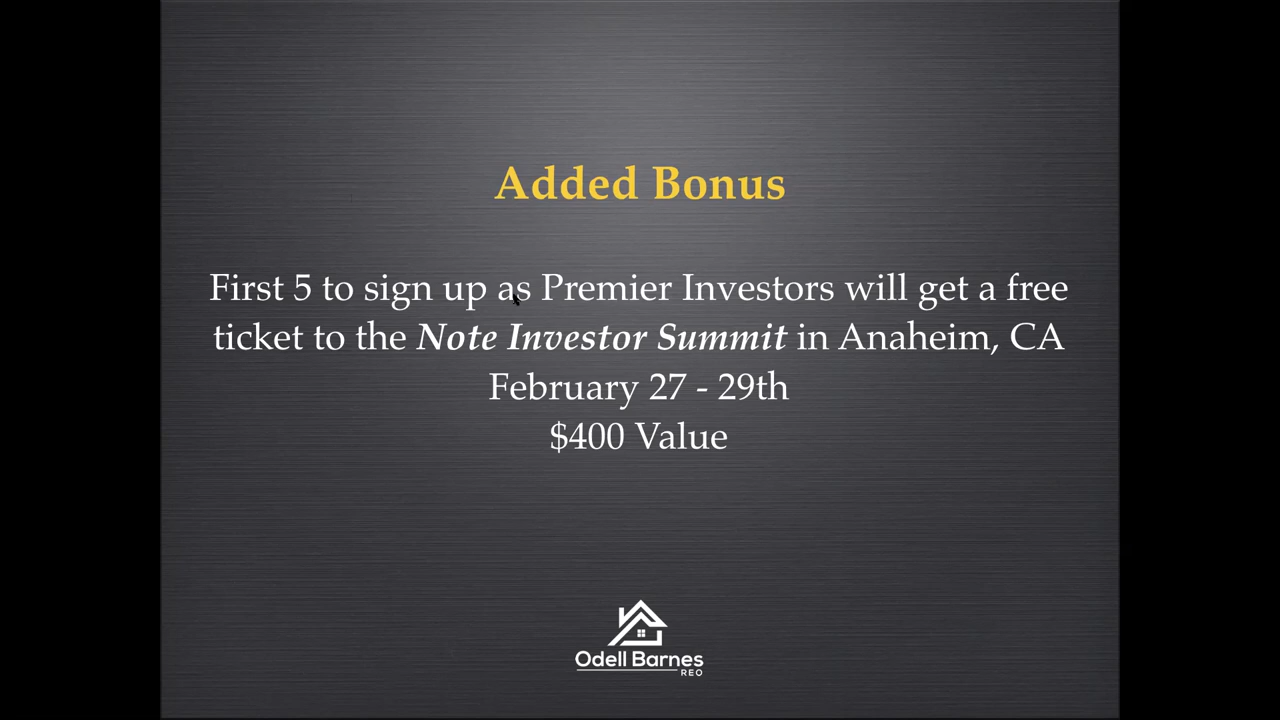 Added Bonus
First 5 to sign up as Premier Investors will get a free
ticket to the Note Investor Summit in Anaheim, CA
February 27 - 29th
$400 Value
Odell Barnes
REO